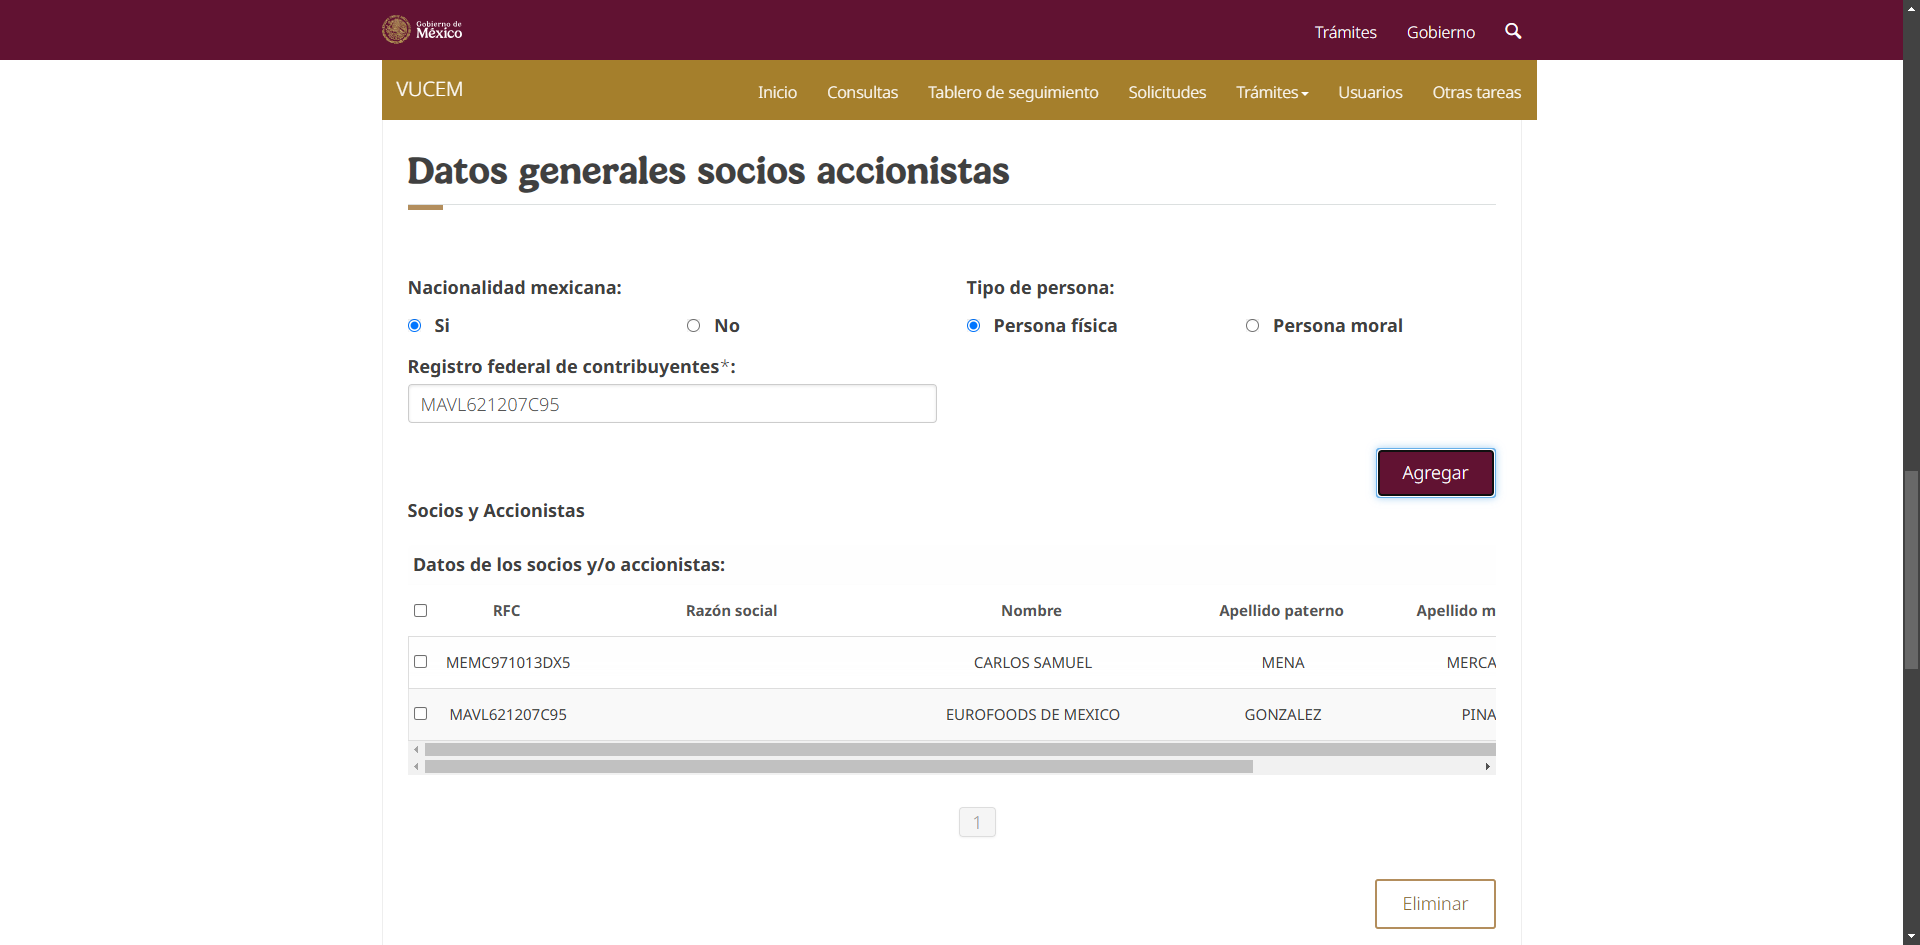 Gobierno de
México
Trámites
Gobierno
VUCEM
Inicio
Consultas
Tablero de seguimiento
Solicitudes
Trámites
Usuarios
Otras tareas
Datos generales socios accionistas
Nacionalidad mexicana:
Tipo de persona:
Si
No
Persona física
Persona moral
Registro federal de contribuyentes*:
MAVL621207C95
Agregar
Socios y Accionistas
Datos de los socios y/o accionistas:
RFC Razón social Nombre Apellido paterno Apellido m
MEMC971013DX5 CARLOS SAMUEL MENA MERCA
MAVL621207C95 EUROFOODS DE MEXICO GONZALEZ PINA
1
Eliminar